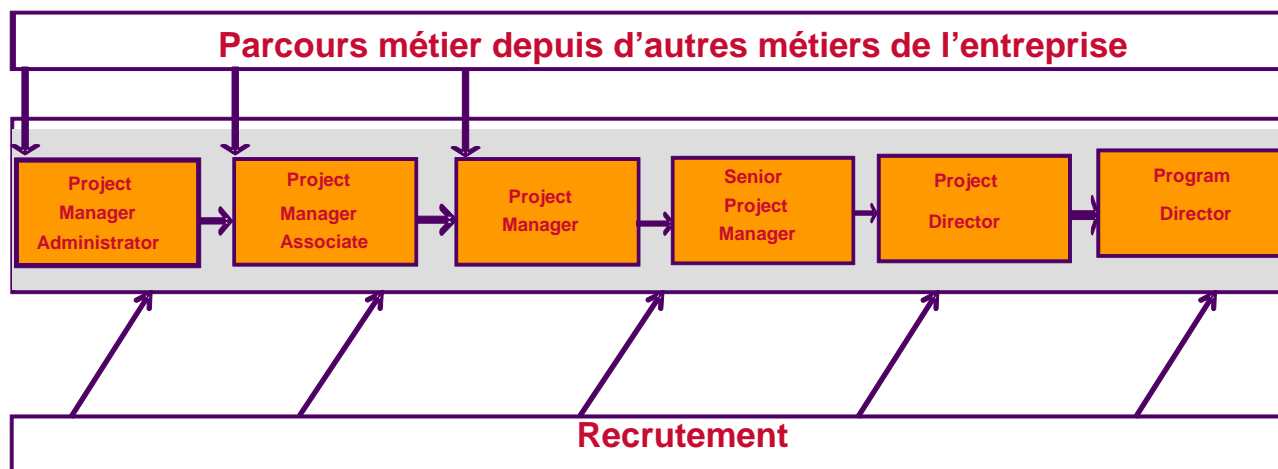 Parcours métier depuis d'autres métiers de l'entreprise
Project
Manager
Administrator
Project
Manager
Associate
Project
Manager
Senior
Project
Manager
Project
Director
Program
Director
Recrutement